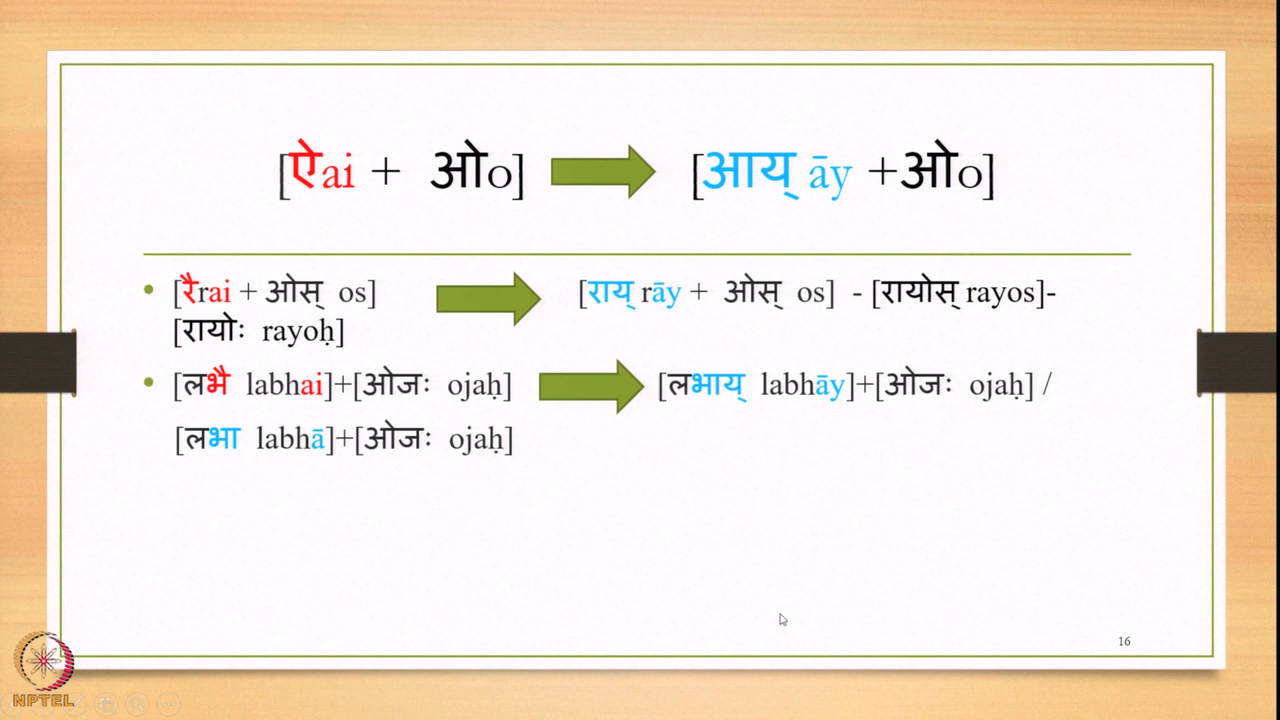 [ऐai + ओo] [आय् āy +ओo]
[रैrai + ओस् os] [राय् rāy + ओस् os] - [रायोस् rayos]-
[रायोः rayoḥ]
[लभै labhai]+[ओजः ojaḥ] [लभाय् labhāy]+[ओजः ojaḥ] /
[लभा labhā]+[ओजः ojaḥ]
16
NPTEL